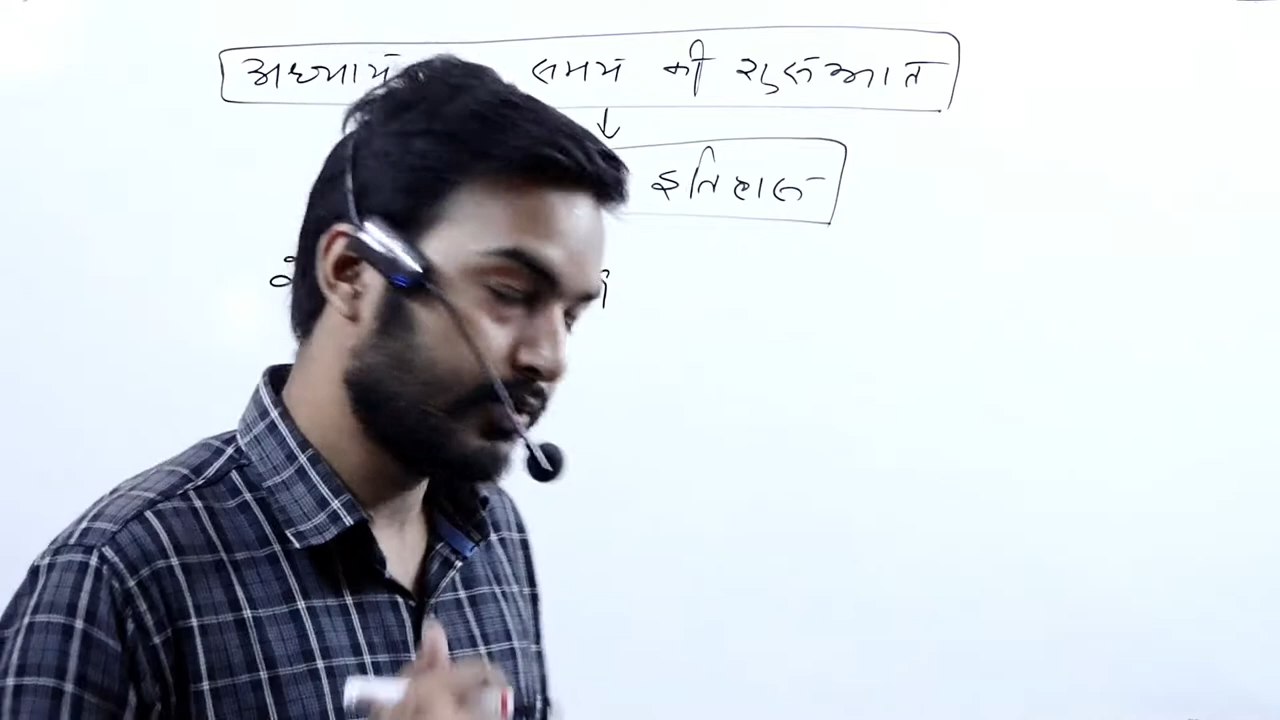 अध्याय समय की शुरुआत
इतिहास